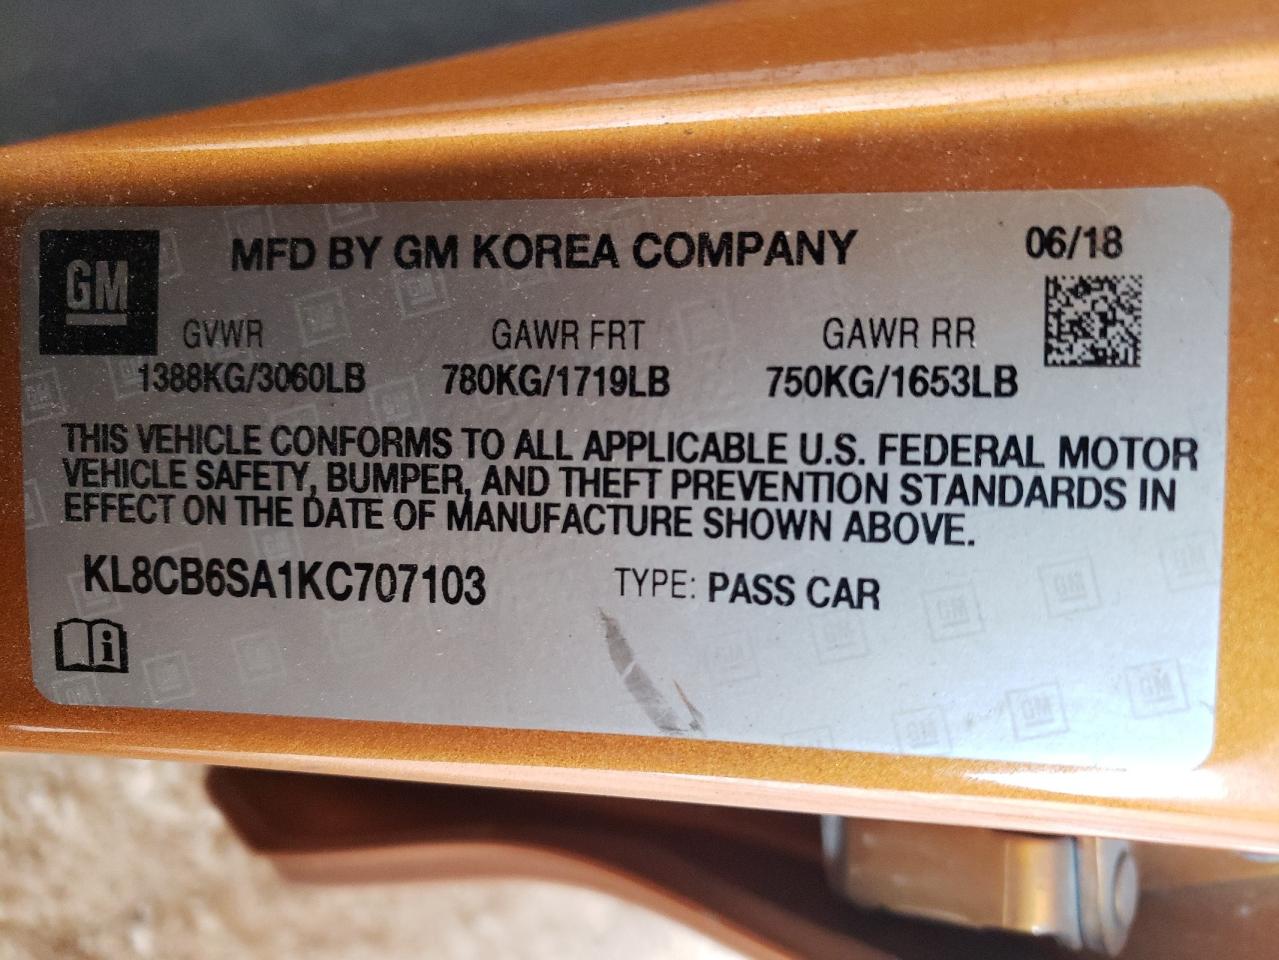 GM
MFD BY GM KOREA COMPANY 06/18
GVWR GAWR FRT GAWR RR
1388KG/3060LB 780KG/1719LB 750KG/1653LB
THIS VEHICLE CONFORMS TO ALL APPLICABLE U.S. FEDERAL MOTOR
VEHICLE SAFETY, BUMPER, AND THEFT PREVENTION STANDARDS IN
EFFECT ON THE DATE OF MANUFACTURE SHOWN ABOVE.
KL8CB6SA1KC707103 TYPE: PASS CAR